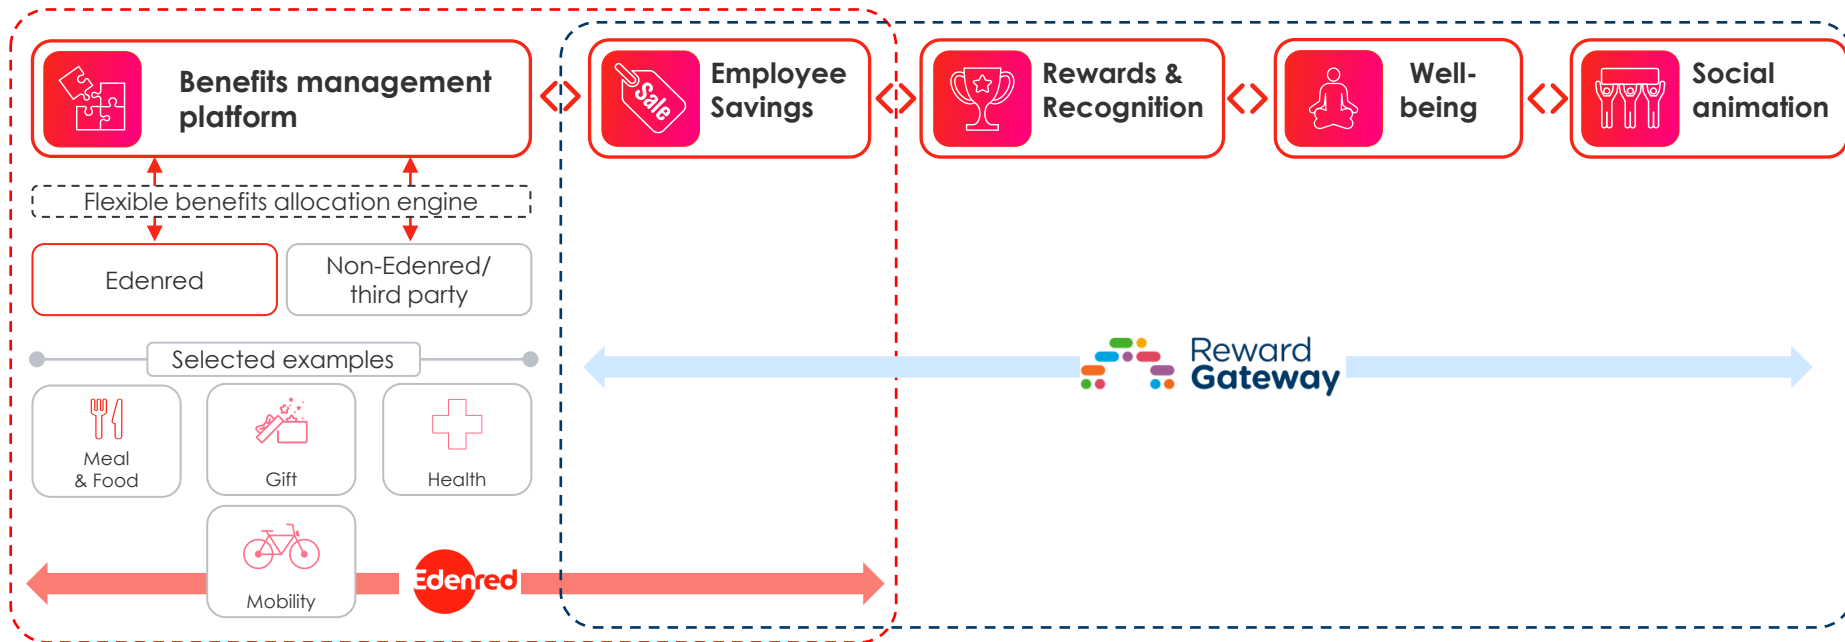 Benefits management
platform
Sale
Employee
Savings
Rewards &
Recognition
Well-
being
Social
animation
Flexible benefits allocation engine
Edenred
Non-Edenred/
third party
Selected examples
Meal
& Food
Gift
Health
Reward
Gateway
Mobility
Edenred